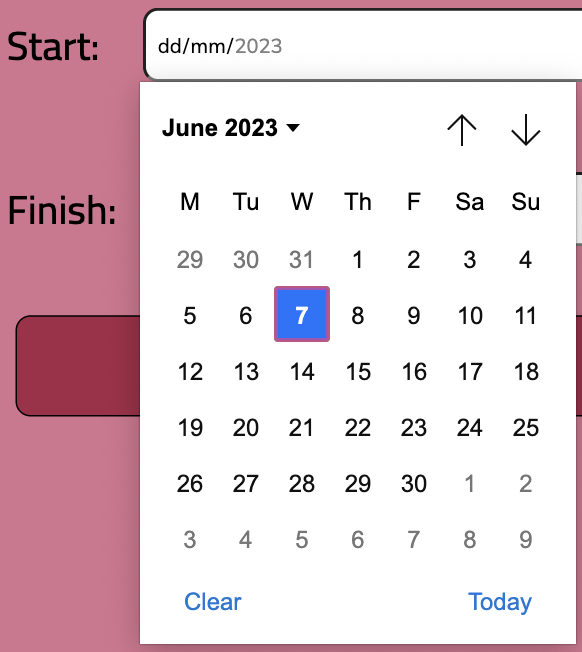 Start:
dd/mm/2023
June 2023
M Tu W Th F Sa Su
29 30 31 1 2 3 4
Finish:
5 6 7 8 9 10 11
12 13 14 15 16 17 18
19 20 21 22 23 24 25
26 27 28 29 30 1 2
3 4 5 6 7 8 9
Clear Today